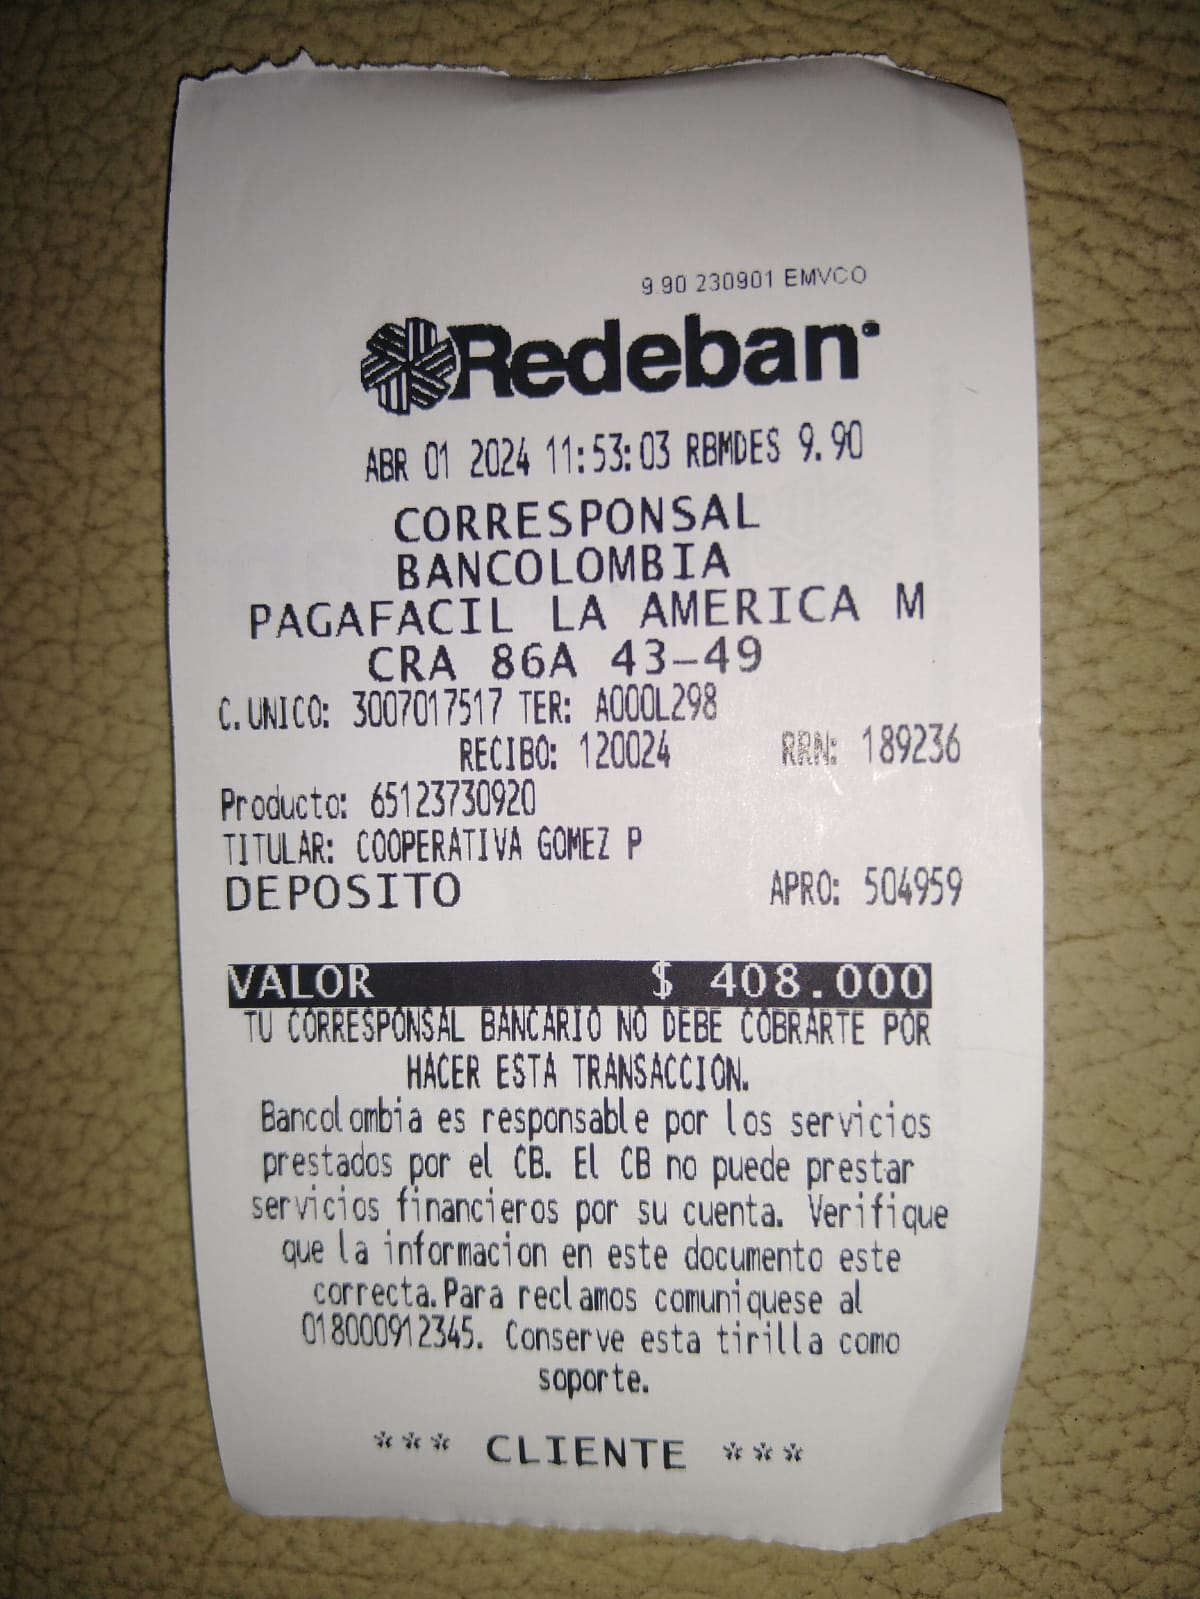 9.90 230901 EMVCO
Redeban
ABR 01 2024 11:53:03 RBMDES 9.90
CORRESPONSAL
BANCOLOMBIA
PAGAFACIL LA AMERICA M
CRA 86A 43-49
C.UNICO: 3007017517 TER: A000L298
RECIBO: 120024 RRN: 189236
Producto: 65123730920
TITULAR: COOPERATIVA GOMEZ P
DEPOSITO APRO: 504959
VALOR $ 408.000
TU CORRESPONSAL BANCARIO NO DEBE COBRARTE POR
HACER ESTA TRANSACCION.
Bancolombia es responsable por los servicios
prestados por el CB. El CB no puede prestar
servicios financieros por su cuenta. Verifique
que la informacion en este documento este
correcta.Para reclamos comuniquese al
018000912345. Conserve esta tirilla como
soporte.
*** CLIENTE ***